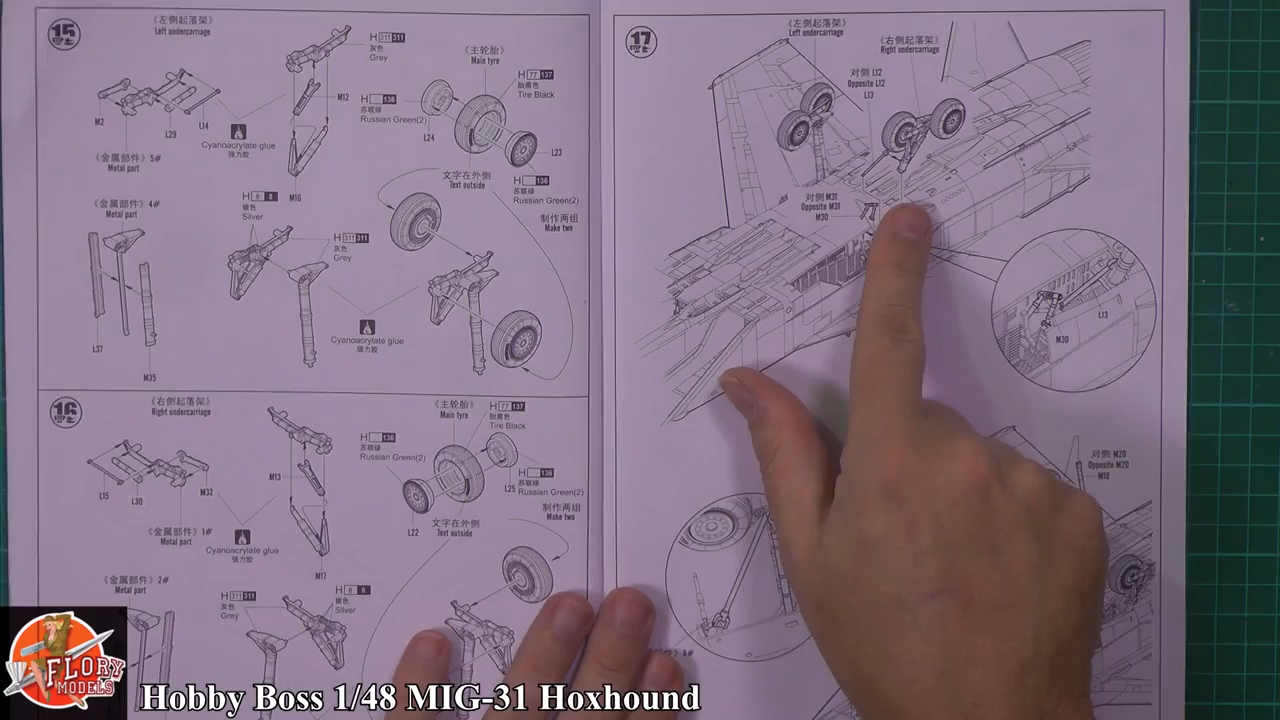 15
《左侧起落架》
Left undercarriage
H 311 311
灰色
Grey
《主轮胎》
Main tyre
H 77 137
胎黑色
Tire Black
H 136
苏联绿
Russian Green(2)
M12
M2
L29
L14
L24
L23
Cyanoacrylate glue
强力胶
《金属部件》5#
Metal part
文字在外侧
Text outside
H 136
苏联绿
Russian Green(2)
M16
《金属部件》4#
Metal part
H 8 8
银色
Silver
制作两组
Make two
H 311 311
灰色
Grey
Cyanoacrylate glue
强力胶
L37
M35
16
《右侧起落架》
Right undercarriage
《主轮胎》
Main tyre
H 77 137
胎黑色
Tire Black
H 136
苏联绿
Russian Green(2)
M13
L15
L30
M32
L25
H 136
苏联绿
Russian Green(2)
L22
制作两组
Make two
文字在外侧
Text outside
《金属部件》1#
Metal part
Cyanoacrylate glue
强力胶
M17
《金属部件》2#
Metal part
H 311 311
灰色
Grey
H 8 8
银色
Silver
17
《左侧起落架》
Left undercarriage
《右侧起落架》
Right undercarriage
对侧 L12
Opposite L12
L13
对侧 M31
Opposite M31
M30
L13
M30
对侧 M20
Opposite M20
M18
FLORY
MODELS
Hobby Boss 1/48 MIG-31 Hoxhound